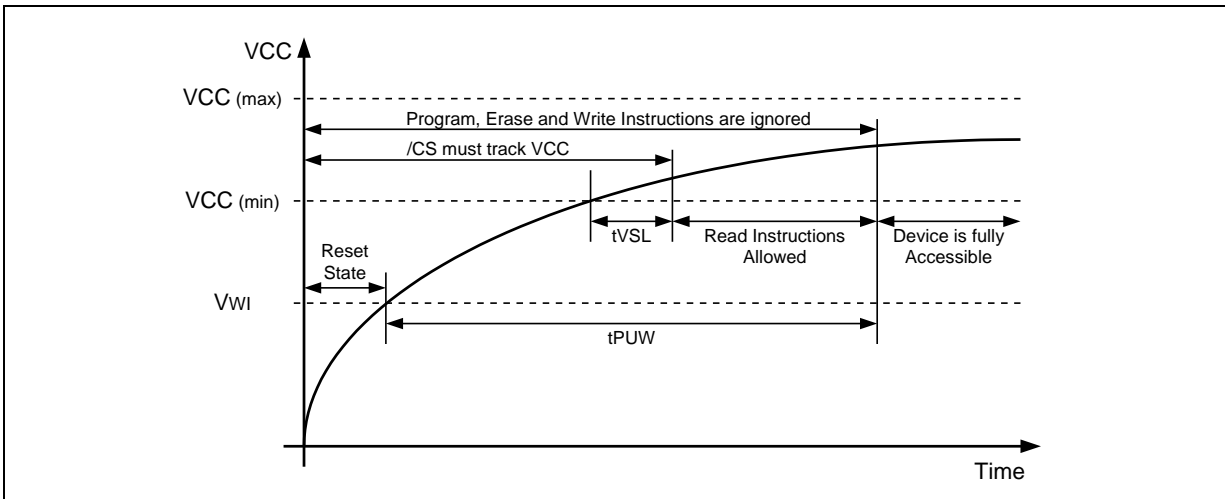 VCC
VCC (max)
Program, Erase and Write Instructions are ignored
/CS must track VCC
VCC (min)
tVSL
Read Instructions
Allowed
Device is fully
Accessible
Reset
State
VWI
tPUW
Time